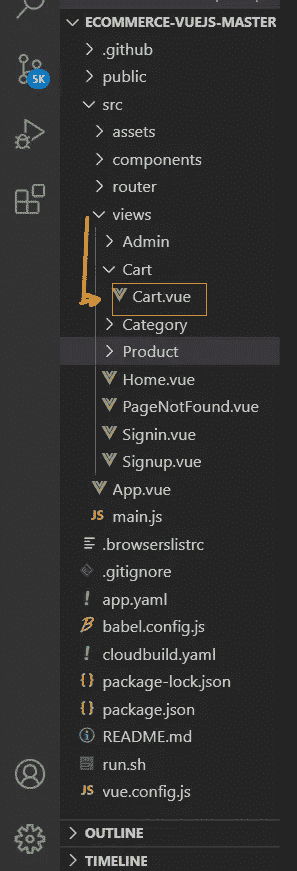 ECOMMERCE-VUEJS-MASTER
.github
public
src
5K
assets
components
router
views
Admin
Cart
Cart.vue
Category
Product
Home.vue
PageNotFound.vue
Signin.vue
Signup.vue
App.vue
JS main.js
.browserslistrc
.gitignore
! app.yaml
babel.config.js
! cloudbuild.yaml
{} package-lock.json
{} package.json
README.md
run.sh
JS vue.config.js
OUTLINE
TIMELINE